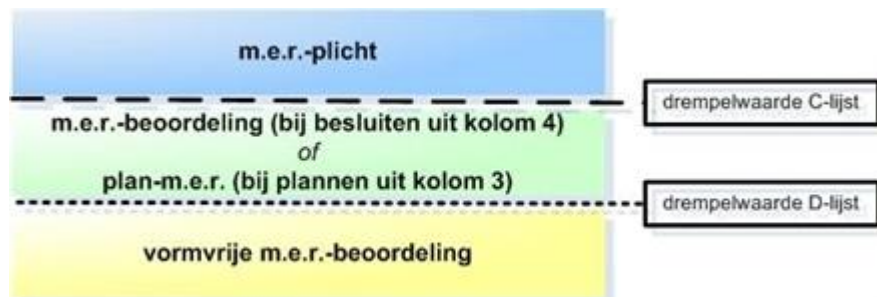 m.e.r.-plicht
drempelwaarde C-lijst
m.e.r.-beoordeling (bij besluiten uit kolom 4)
of
plan-m.e.r. (bij plannen uit kolom 3)
drempelwaarde D-lijst
vormvrije m.e.r.-beoordeling